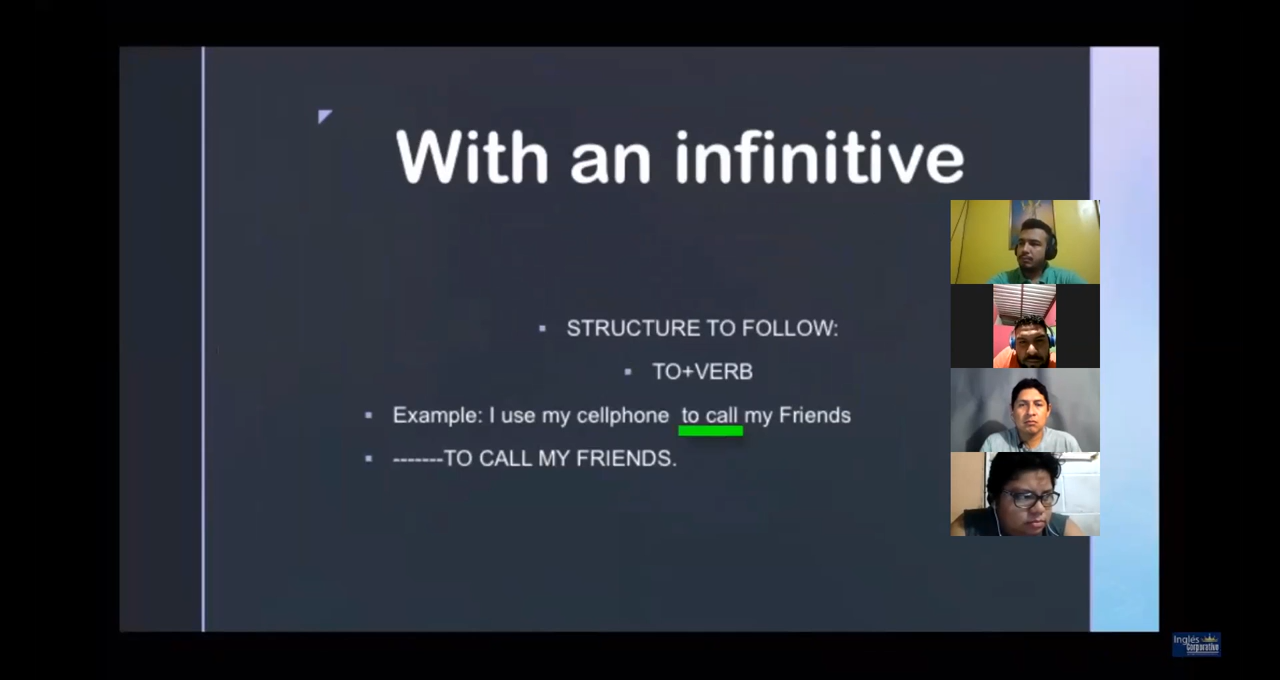 With an infinitive
STRUCTURE TO FOLLOW:
TO+VERB
Example: I use my cellphone to call my Friends
-------TO CALL MY FRIENDS.
Inglés
Corporativo